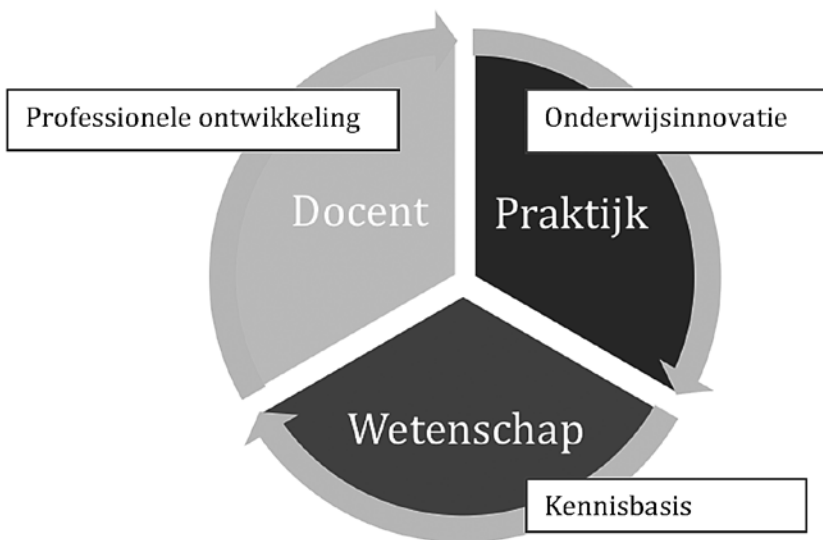 Professionele ontwikkeling
Onderwijsinnovatie
Docent
Praktijk
Wetenschap
Kennisbasis